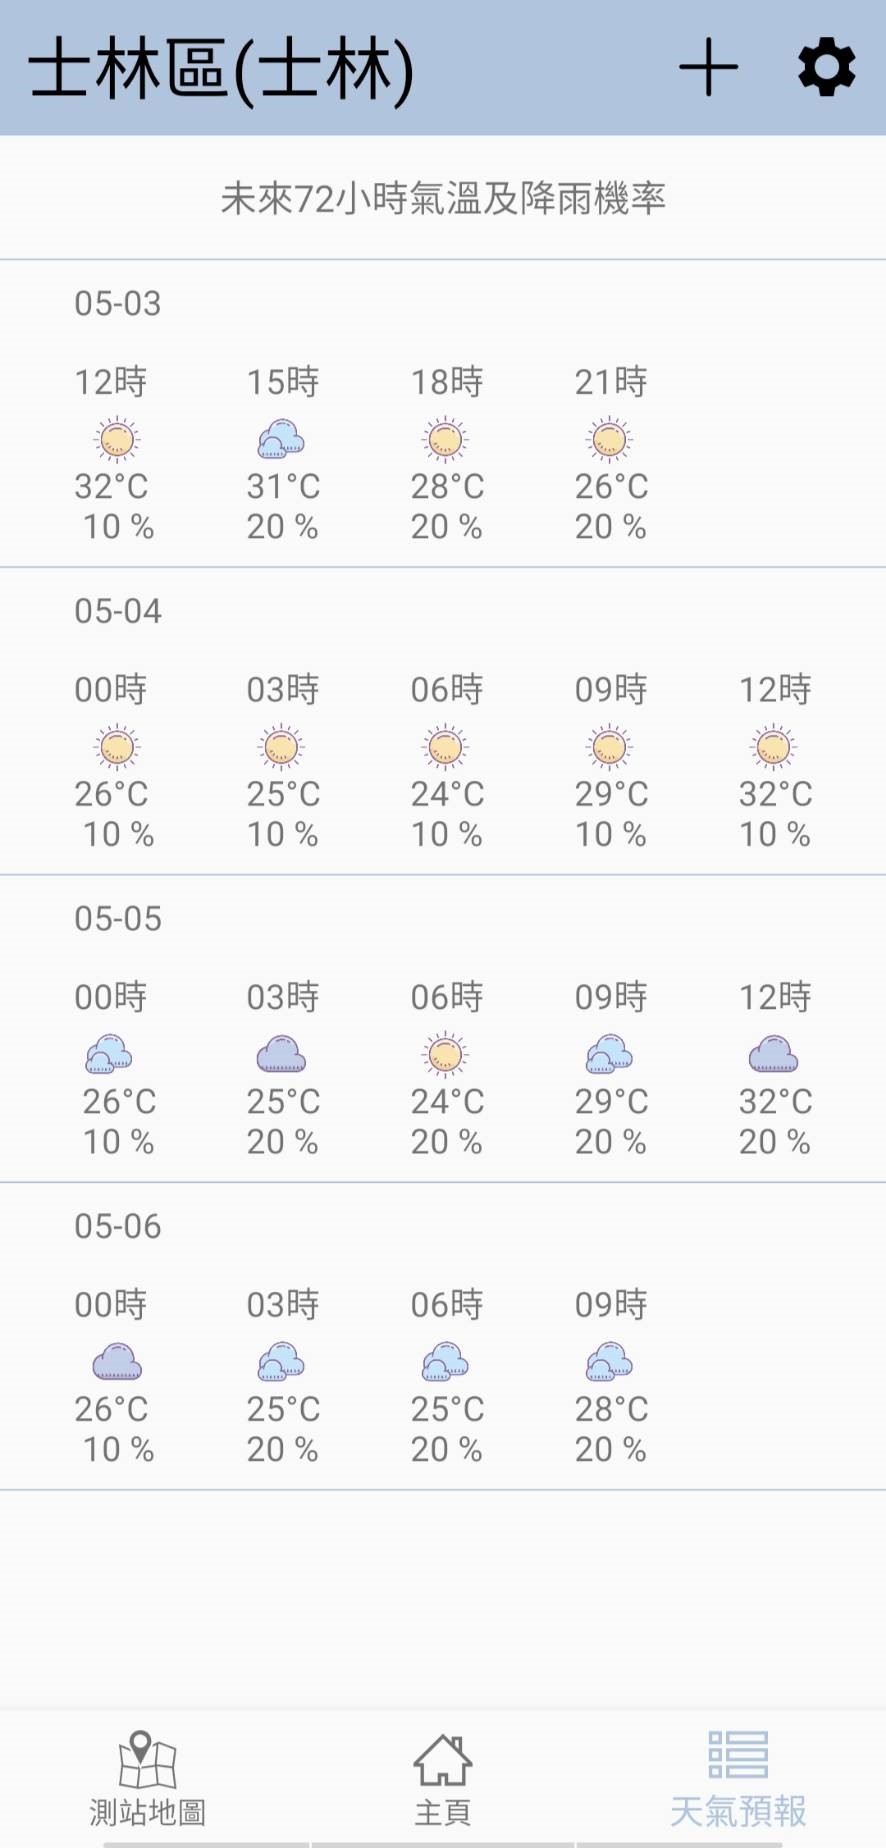 士林區(士林)
未來72小時氣溫及降雨機率
05-03
12時 15時 18時 21時
32°C 31°C 28°C 26°C
10 % 20 % 20 % 20 %
05-04
00時 03時 06時 09時 12時
26°C 25°C 24°C 29°C 32°C
10 % 10 % 10 % 10 % 10 %
05-05
00時 03時 06時 09時 12時
26°C 25°C 24°C 29°C 32°C
10 % 20 % 20 % 20 % 20 %
05-06
00時 03時 06時 09時
26°C 25°C 25°C 28°C
10 % 20 % 20 % 20 %
測站地圖 主頁 天氣預報